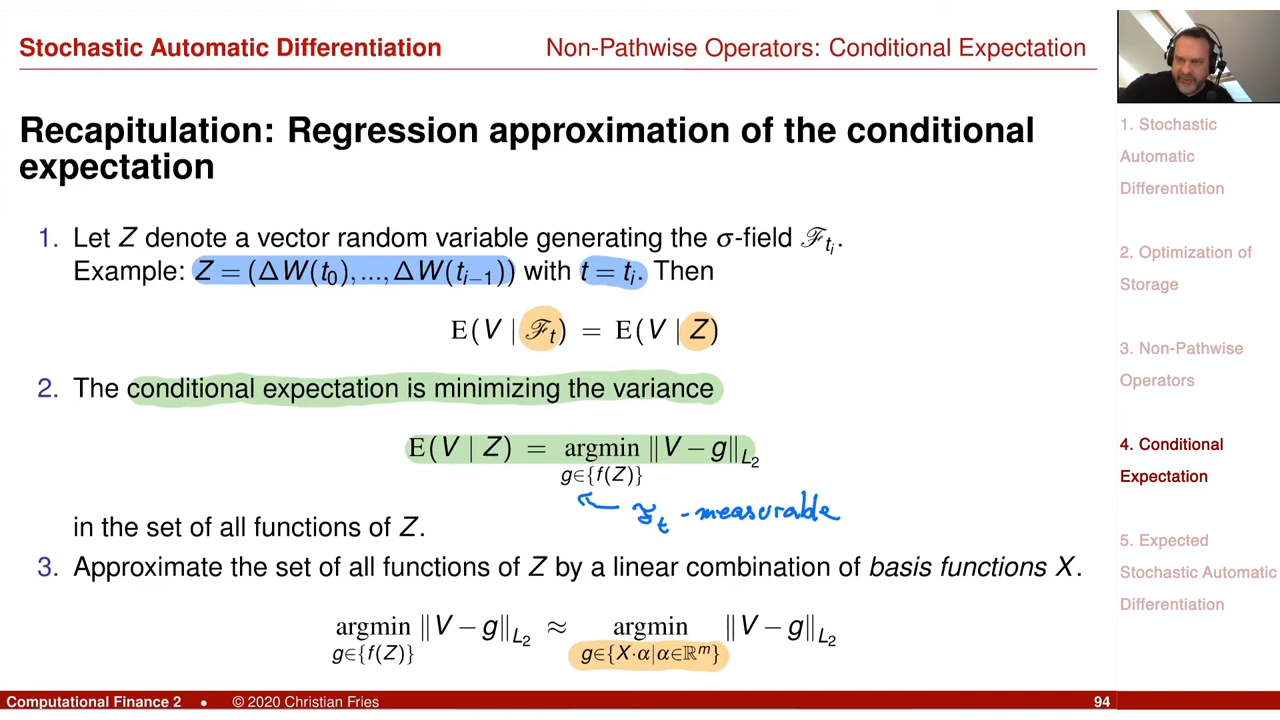 Stochastic Automatic Differentiation
Non-Pathwise Operators: Conditional Expectation
Recapitulation: Regression approximation of the conditional
expectation
1. Let Z denote a vector random variable generating the σ-field ℱ_{t_i}.
Example: Z = (ΔW(t_0), ..., ΔW(t_{i−1})) with t = t_i. Then
E(V | ℱ_t) = E(V | Z)
2. The conditional expectation is minimizing the variance
E(V | Z) = argmin ‖V − g‖_{L_2}
g∈{f(Z)}
ℱ_t - measurable
in the set of all functions of Z.
3. Approximate the set of all functions of Z by a linear combination of basis functions X.
argmin ‖V − g‖_{L_2} ≈ argmin ‖V − g‖_{L_2}
g∈{f(Z)} g∈{X·α|α∈ℝ^m}
Computational Finance 2 • © 2020 Christian Fries 94
1. Stochastic
Automatic
Differentiation
2. Optimization of
Storage
3. Non-Pathwise
Operators
4. Conditional
Expectation
5. Expected
Stochastic Automatic
Differentiation